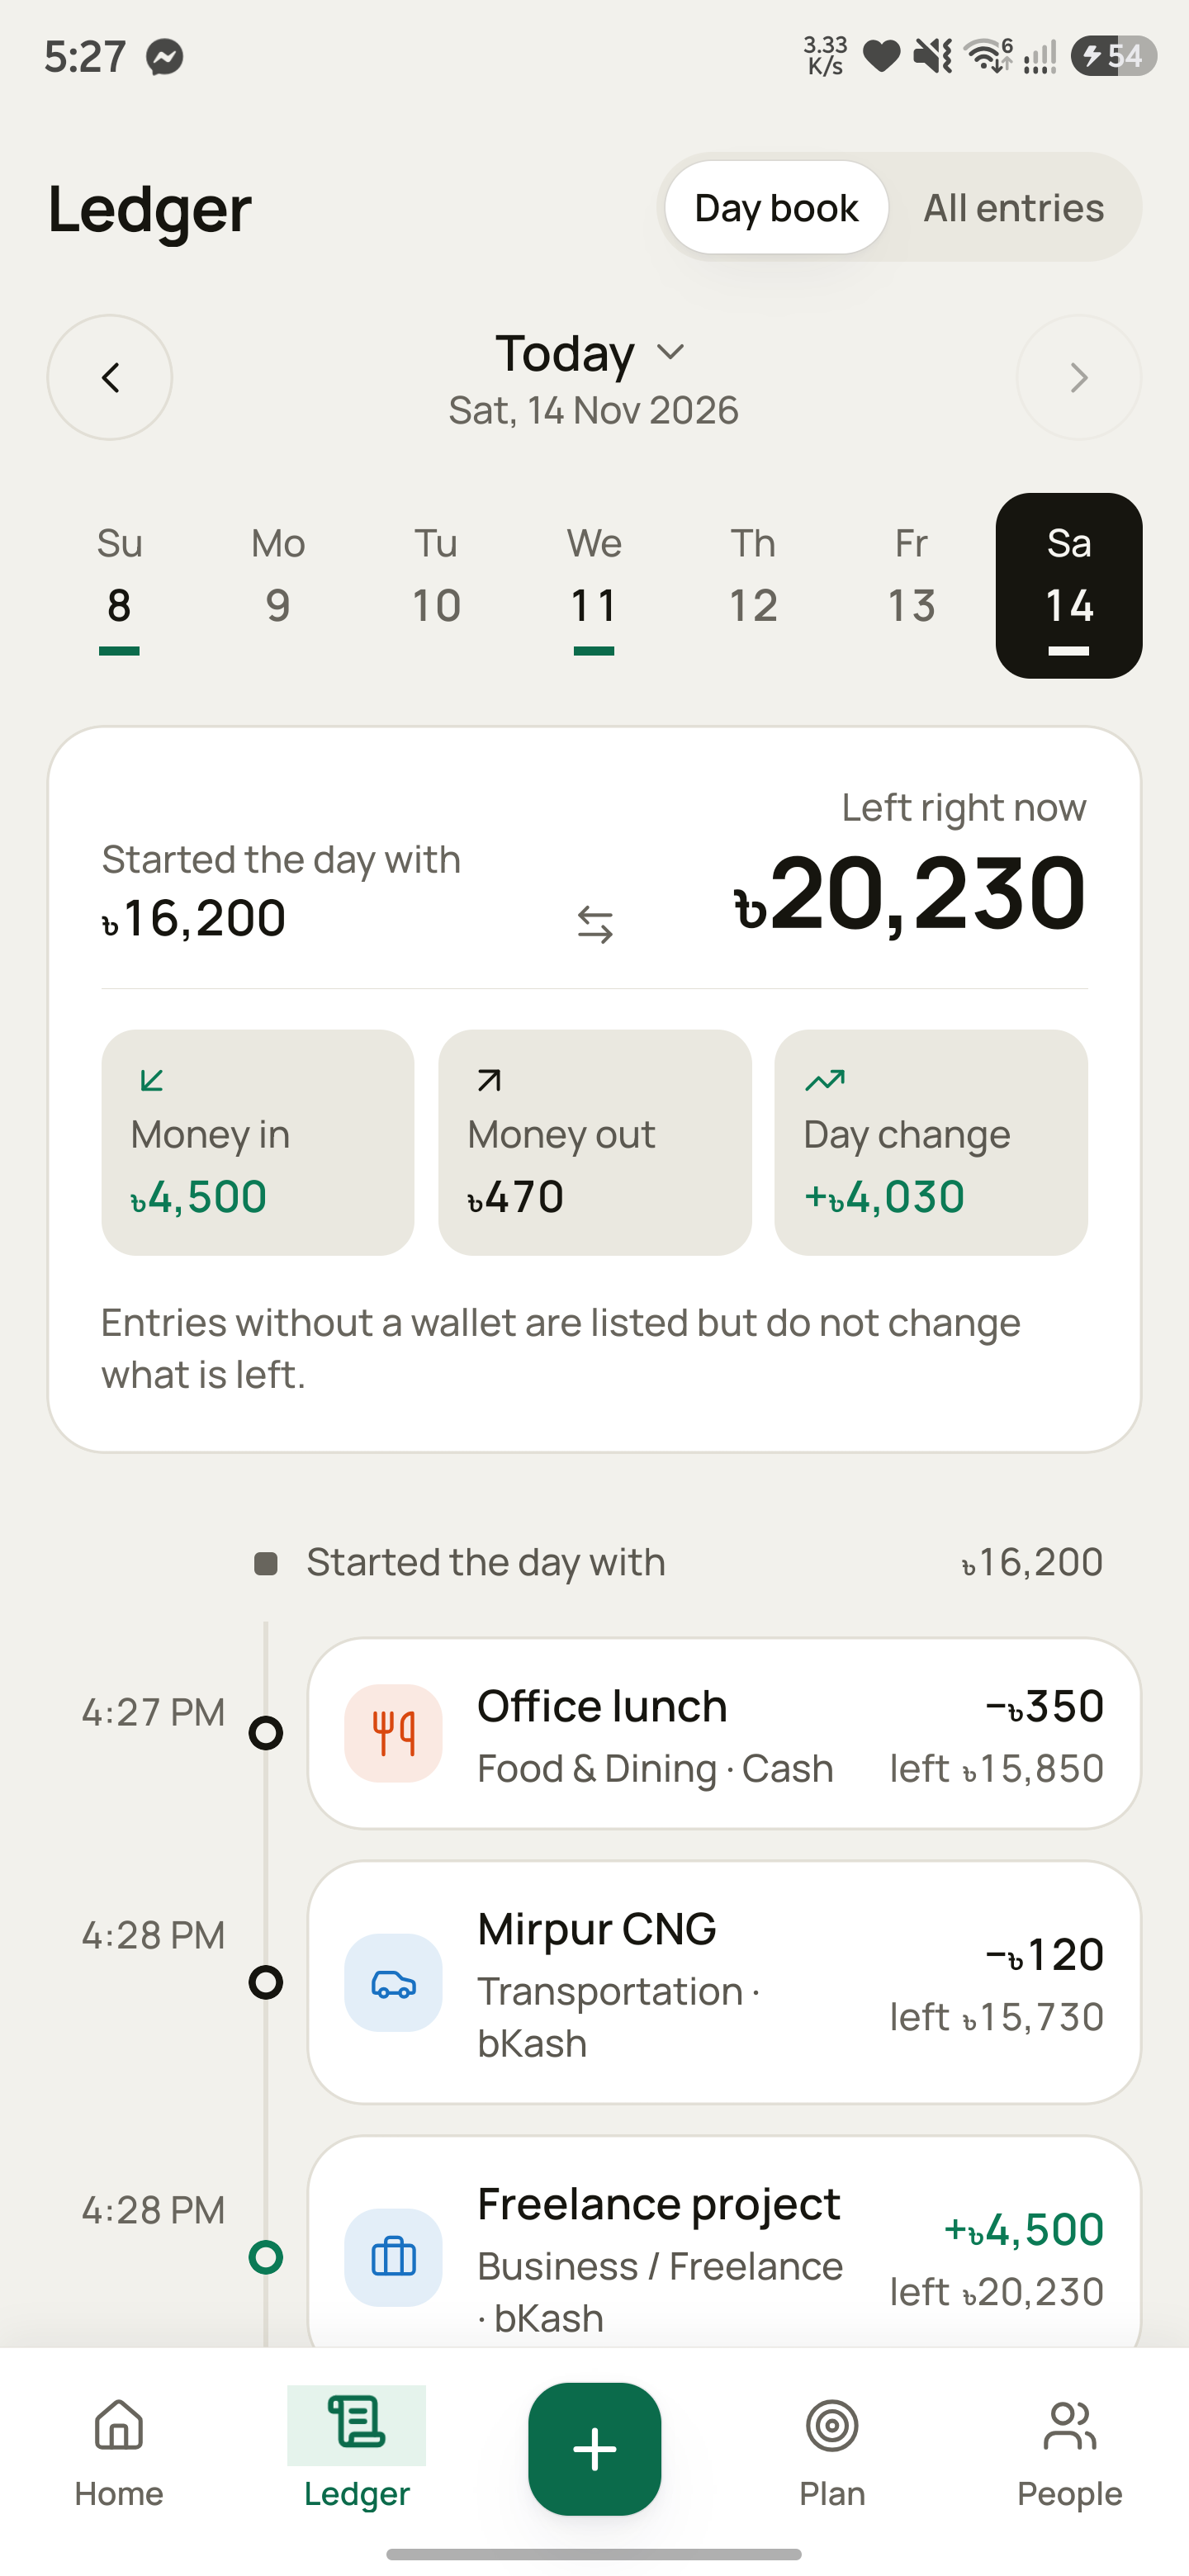 5:27
3.33
K/s
6
54
Ledger
Day book
All entries
Today
Sat, 14 Nov 2026
Su Mo Tu We Th Fr Sa
8 9 10 11 12 13 14
Left right now
Started the day with
৳16,200
৳20,230
Money in
Money out
Day change
৳4,500
৳470
+৳4,030
Entries without a wallet are listed but do not change
what is left.
Started the day with ৳16,200
4:27 PM
Office lunch
−৳350
Food & Dining · Cash
left ৳15,850
4:28 PM
Mirpur CNG
−৳120
Transportation ·
bKash
left ৳15,730
4:28 PM
Freelance project
+৳4,500
Business / Freelance
· bKash
left ৳20,230
Home
Ledger
Plan
People